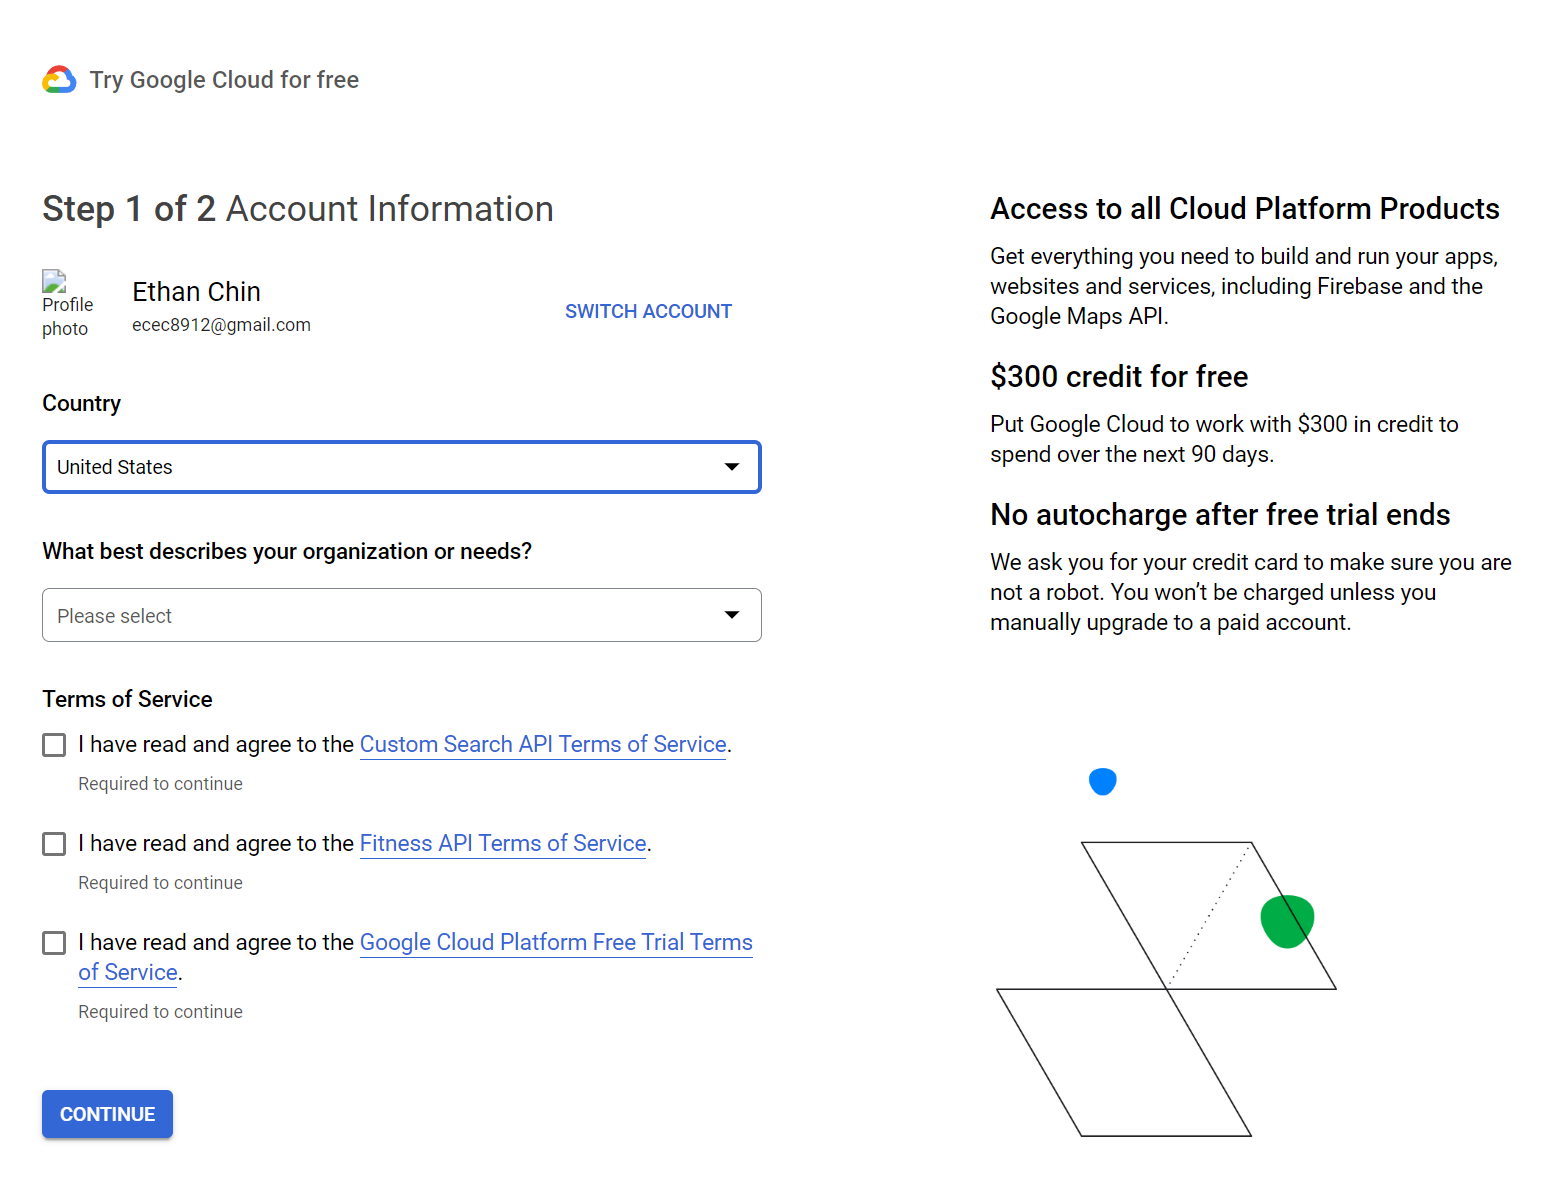 Try Google Cloud for free
Step 1 of 2 Account Information
Profile
photo
Ethan Chin
ecec8912@gmail.com
SWITCH ACCOUNT
Country
United States
What best describes your organization or needs?
Please select
Terms of Service
I have read and agree to the Custom Search API Terms of Service.
Required to continue
I have read and agree to the Fitness API Terms of Service.
Required to continue
I have read and agree to the Google Cloud Platform Free Trial Terms
of Service.
Required to continue
CONTINUE
Access to all Cloud Platform Products
Get everything you need to build and run your apps,
websites and services, including Firebase and the
Google Maps API.
$300 credit for free
Put Google Cloud to work with $300 in credit to
spend over the next 90 days.
No autocharge after free trial ends
We ask you for your credit card to make sure you are
not a robot. You won’t be charged unless you
manually upgrade to a paid account.